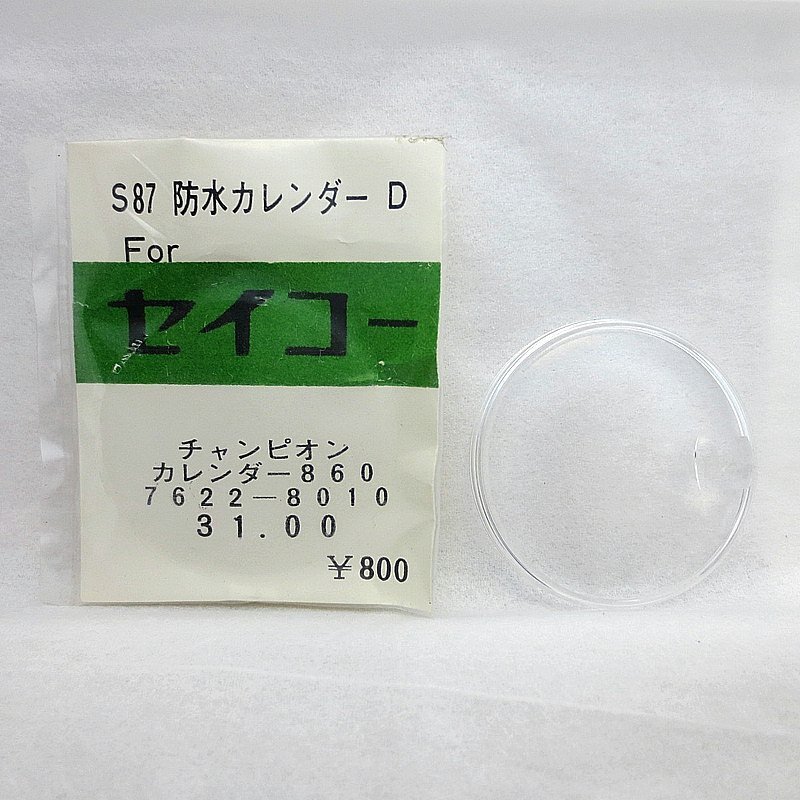 S87 防水カレンダー D
For
セイコー
チャンピオン
カレンダー860
7622-8010
31.00
¥800